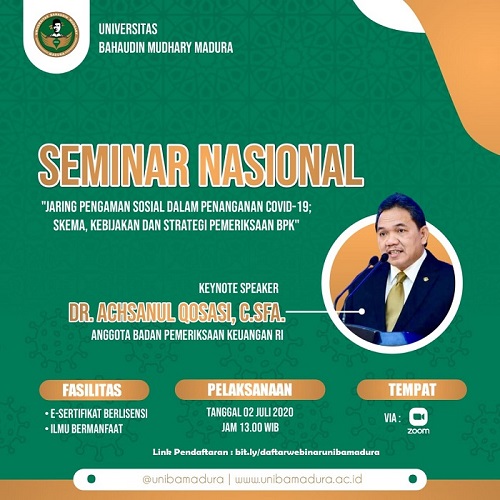 UNIVERSITAS
BAHAUDIN MUDHARY MADURA
SEMINAR NASIONAL
"JARING PENGAMAN SOSIAL DALAM PENANGANAN COVID-19;
SKEMA, KEBIJAKAN DAN STRATEGI PEMERIKSAAN BPK"
KEYNOTE SPEAKER
DR. ACHSANUL QOSASI, C.SFA.
ANGGOTA BADAN PEMERIKSAAN KEUANGAN RI
FASILITAS
• E-SERTIFIKAT BERLISENSI
• ILMU BERMANFAAT
PELAKSANAAN
TANGGAL 02 JULI 2020
JAM 13.00 WIB
TEMPAT
VIA :
zoom
Link Pendaftaran : bit.ly/daftarwebinarunibamadura
@unibamadura | www.unibamadura.ac.id